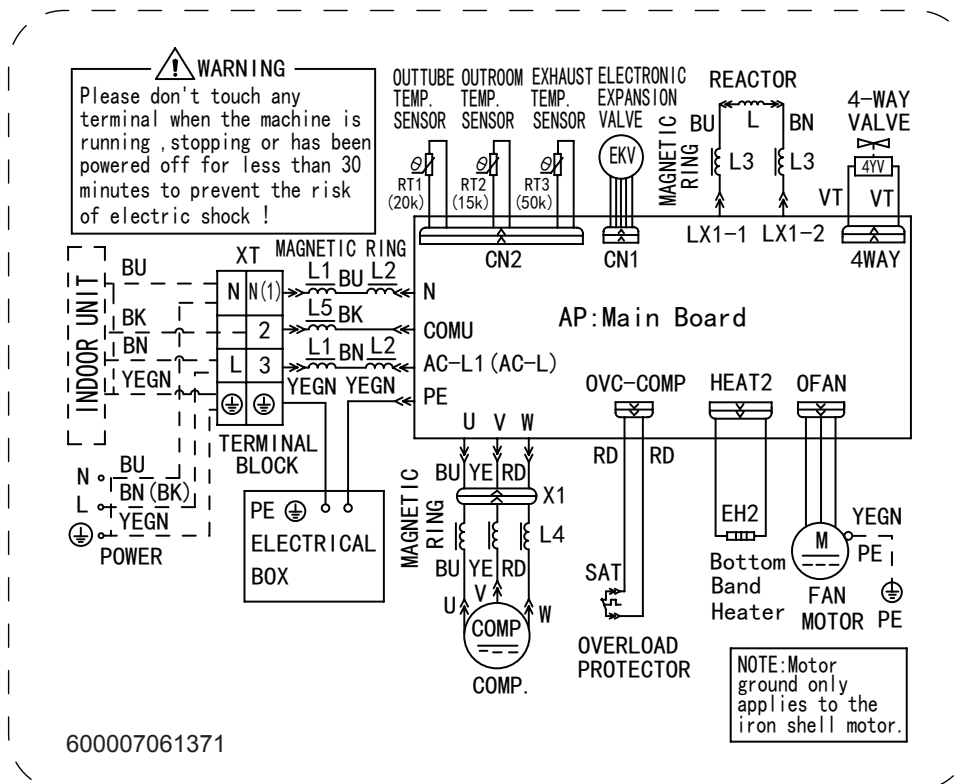 WARNING
Please don't touch any
terminal when the machine is
running ,stopping or has been
powered off for less than 30
minutes to prevent the risk
of electric shock !
OUTTUBE TEMP. SENSOR
OUTROOM TEMP. SENSOR
EXHAUST TEMP. SENSOR
ELECTRONIC EXPANSION VALVE
REACTOR
4-WAY VALVE
MAGNETIC RING
BU L BN
L3 L3
EKV
4YV
VT VT
θ θ θ
RT1 (20k)
RT2 (15k)
RT3 (50k)
CN2 CN1 LX1-1 LX1-2 4WAY
INDOOR UNIT
BU
BK
BN
YEGN
XT
MAGNETIC RING
N N(1) L1 BU L2 N
2 L5 BK COMU
L 3 L1 BN L2 AC-L1(AC-L)
YEGN YEGN PE
TERMINAL BLOCK
AP:Main Board
OVC-COMP HEAT2 OFAN
U V W
N BU
L BN(BK)
YEGN
POWER
PE
ELECTRICAL
BOX
MAGNETIC RING
BU YE RD
X1
L4
BU YE RD
U V W
COMP
COMP.
RD RD
SAT
OVERLOAD
PROTECTOR
EH2
Bottom
Band
Heater
M
FAN
MOTOR
YEGN
PE
PE
NOTE:Motor
ground only
applies to the
iron shell motor.
600007061371